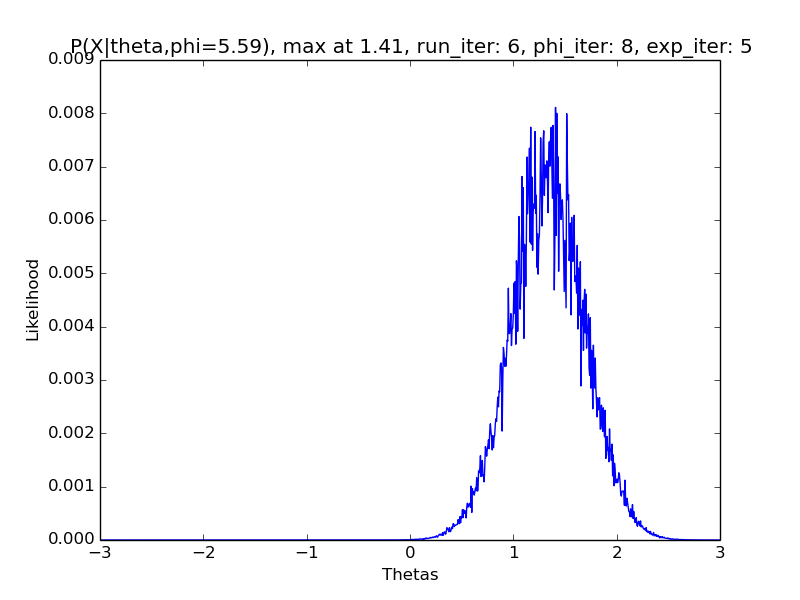 P(X|theta,phi=5.59), max at 1.41, run_iter: 6, phi_iter: 8, exp_iter: 5
0.009
0.008
0.007
0.006
0.005
0.004
0.003
0.002
0.001
0.000
Likelihood
−3 −2 −1 0 1 2 3
Thetas